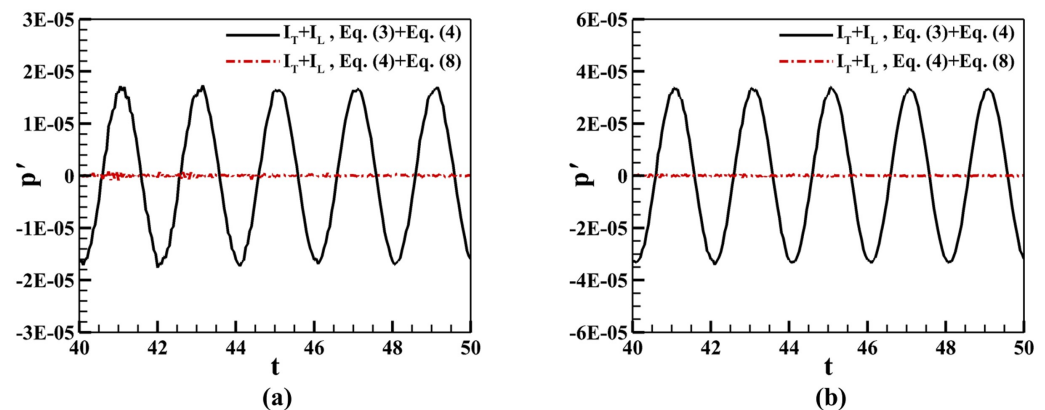 3E-05
2E-05
1E-05
0
-1E-05
-2E-05
-3E-05
p′
I_T+I_L , Eq. (3)+Eq. (4)
I_T+I_L , Eq. (4)+Eq. (8)
40 42 44 46 48 50
t
(a)
6E-05
4E-05
2E-05
0
-2E-05
-4E-05
-6E-05
p′
I_T+I_L , Eq. (3)+Eq. (4)
I_T+I_L , Eq. (4)+Eq. (8)
40 42 44 46 48 50
t
(b)